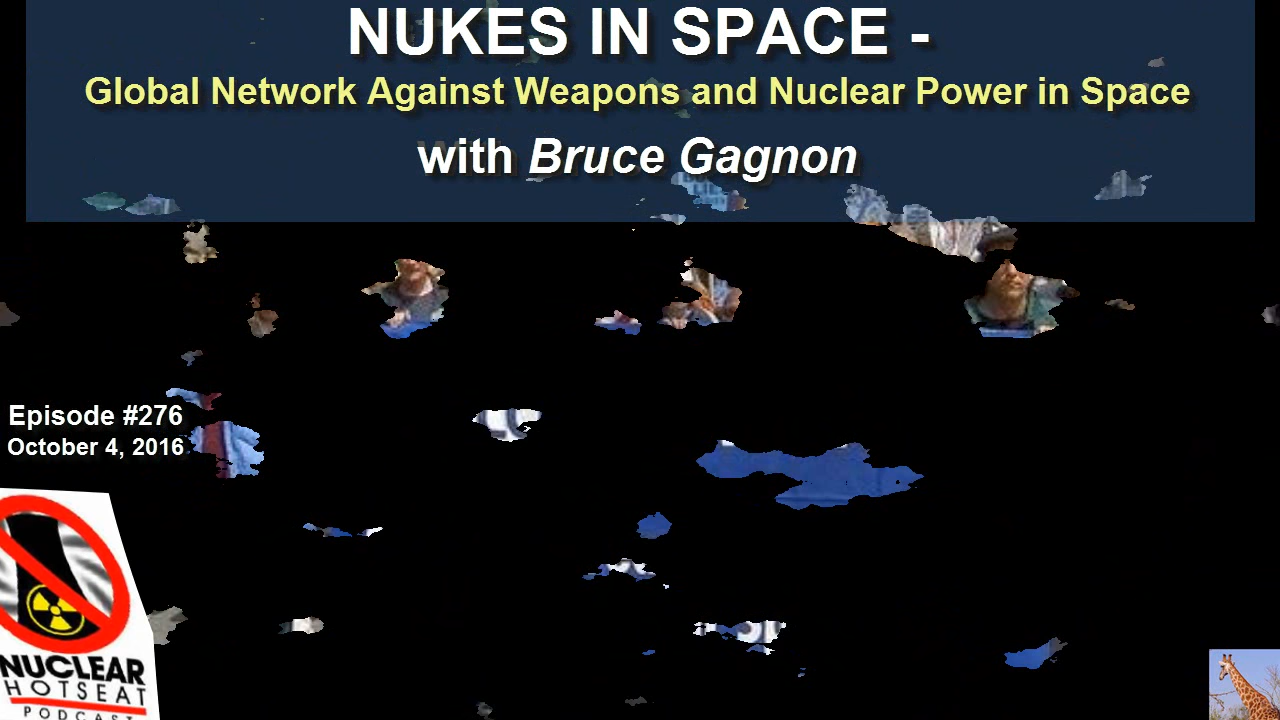 NUKES IN SPACE -
Global Network Against Weapons and Nuclear Power in Space
with Bruce Gagnon
Episode #276
October 4, 2016
NUCLEAR
HOTSEAT
PODCAST